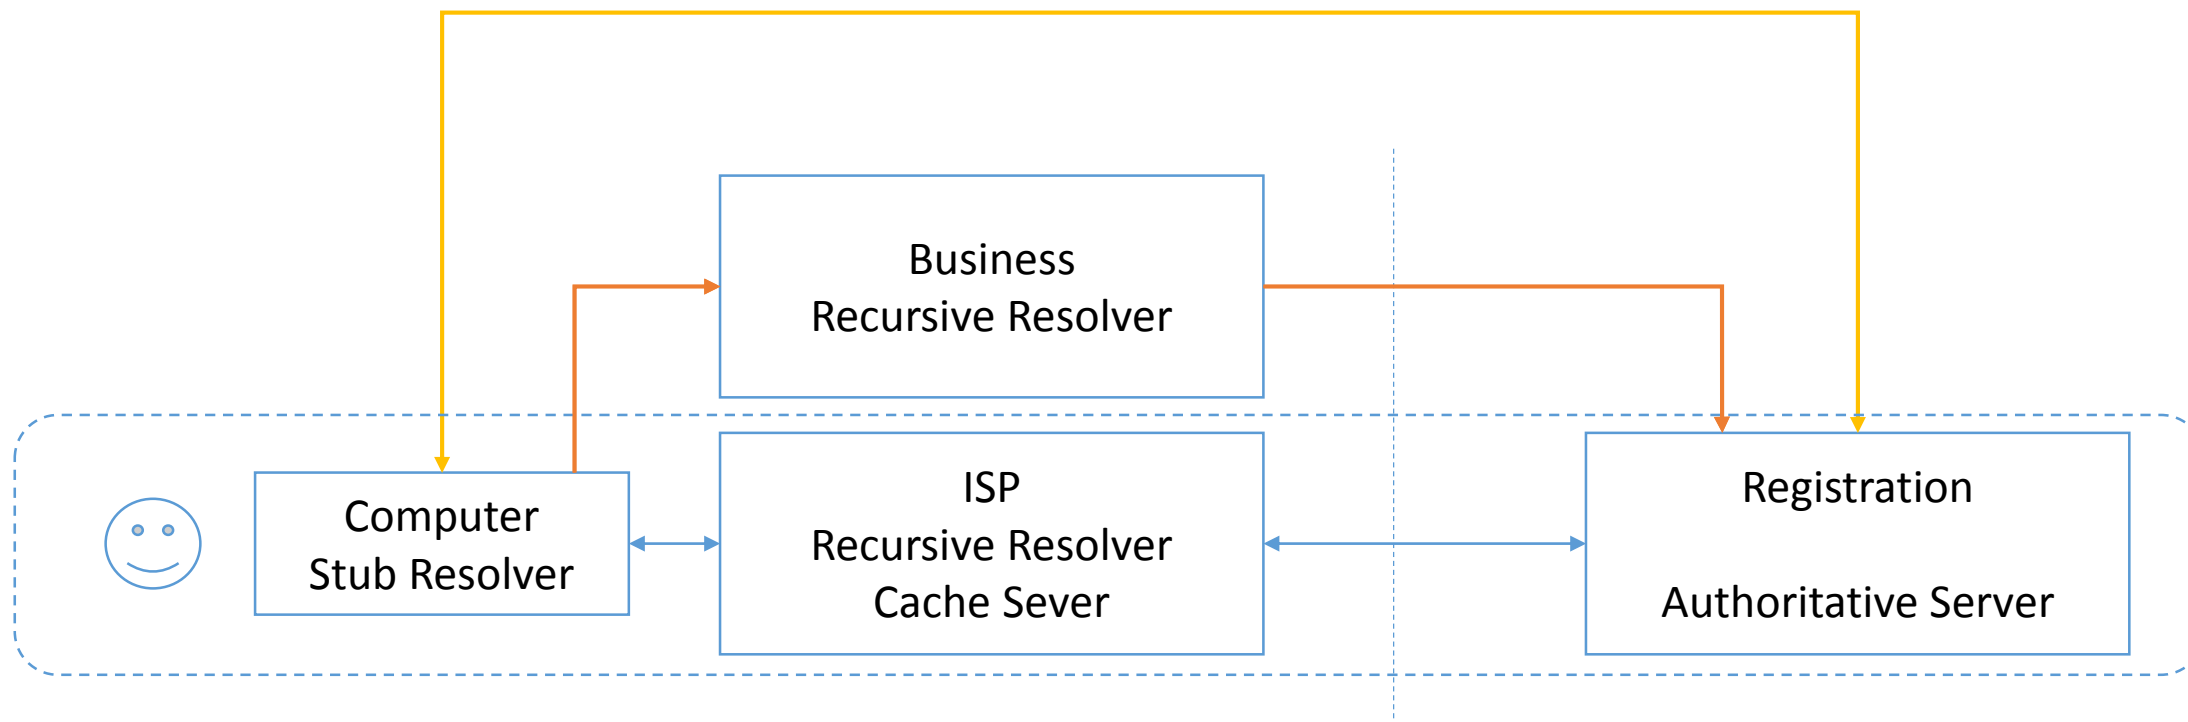 Business
Recursive Resolver
Computer
Stub Resolver
ISP
Recursive Resolver
Cache Sever
Registration
Authoritative Server